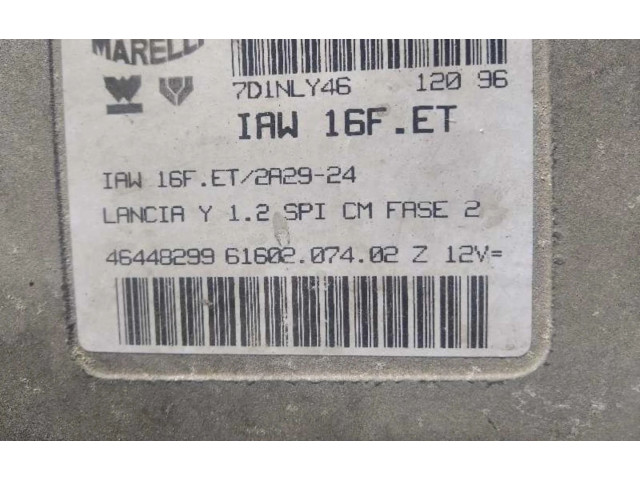 MARELLI
7D1NLY46 120 96
IAW 16F.ET
IAW 16F.ET/2A29-24
LANCIA Y 1.2 SPI CM FASE 2
46448299 61602.074.02 Z 12V=